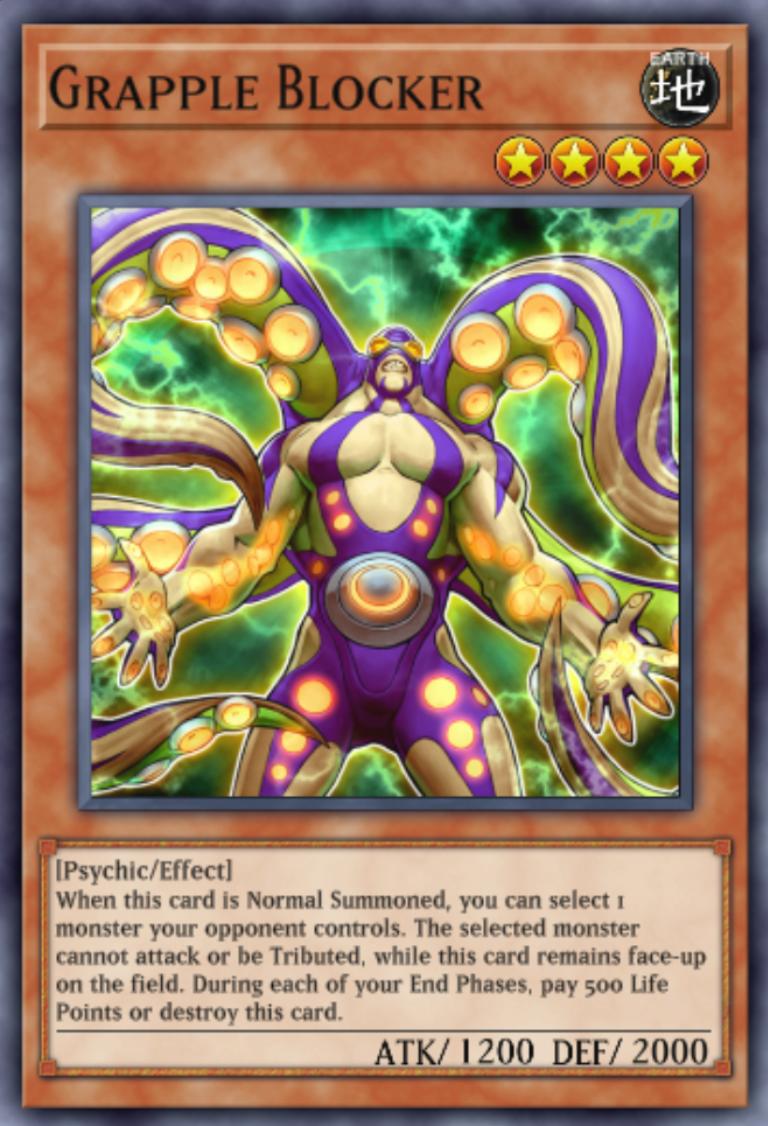 Grapple Blocker
EARTH
地
[Psychic/Effect]
When this card is Normal Summoned, you can select 1
monster your opponent controls. The selected monster
cannot attack or be Tributed, while this card remains face-up
on the field. During each of your End Phases, pay 500 Life
Points or destroy this card.
ATK/ 1200 DEF/ 2000